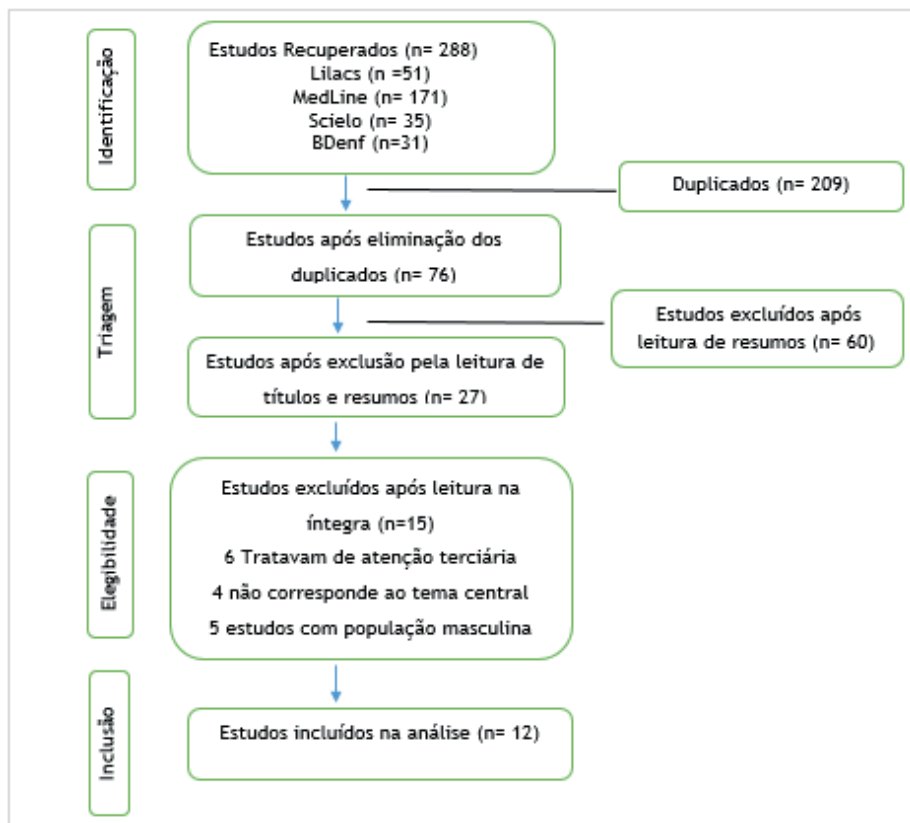 Identificação
Estudos Recuperados (n= 288)
Lilacs (n =51)
MedLine (n= 171)
Scielo (n= 35)
BDenf (n=31)
Duplicados (n= 209)
Triagem
Estudos após eliminação dos
duplicados (n= 76)
Estudos excluídos após
leitura de resumos (n= 60)
Estudos após exclusão pela leitura de
títulos e resumos (n= 27)
Elegibilidade
Estudos excluídos após leitura na
íntegra (n=15)
6 Tratavam de atenção terciária
4 não corresponde ao tema central
5 estudos com população masculina
Inclusão
Estudos incluídos na análise (n= 12)